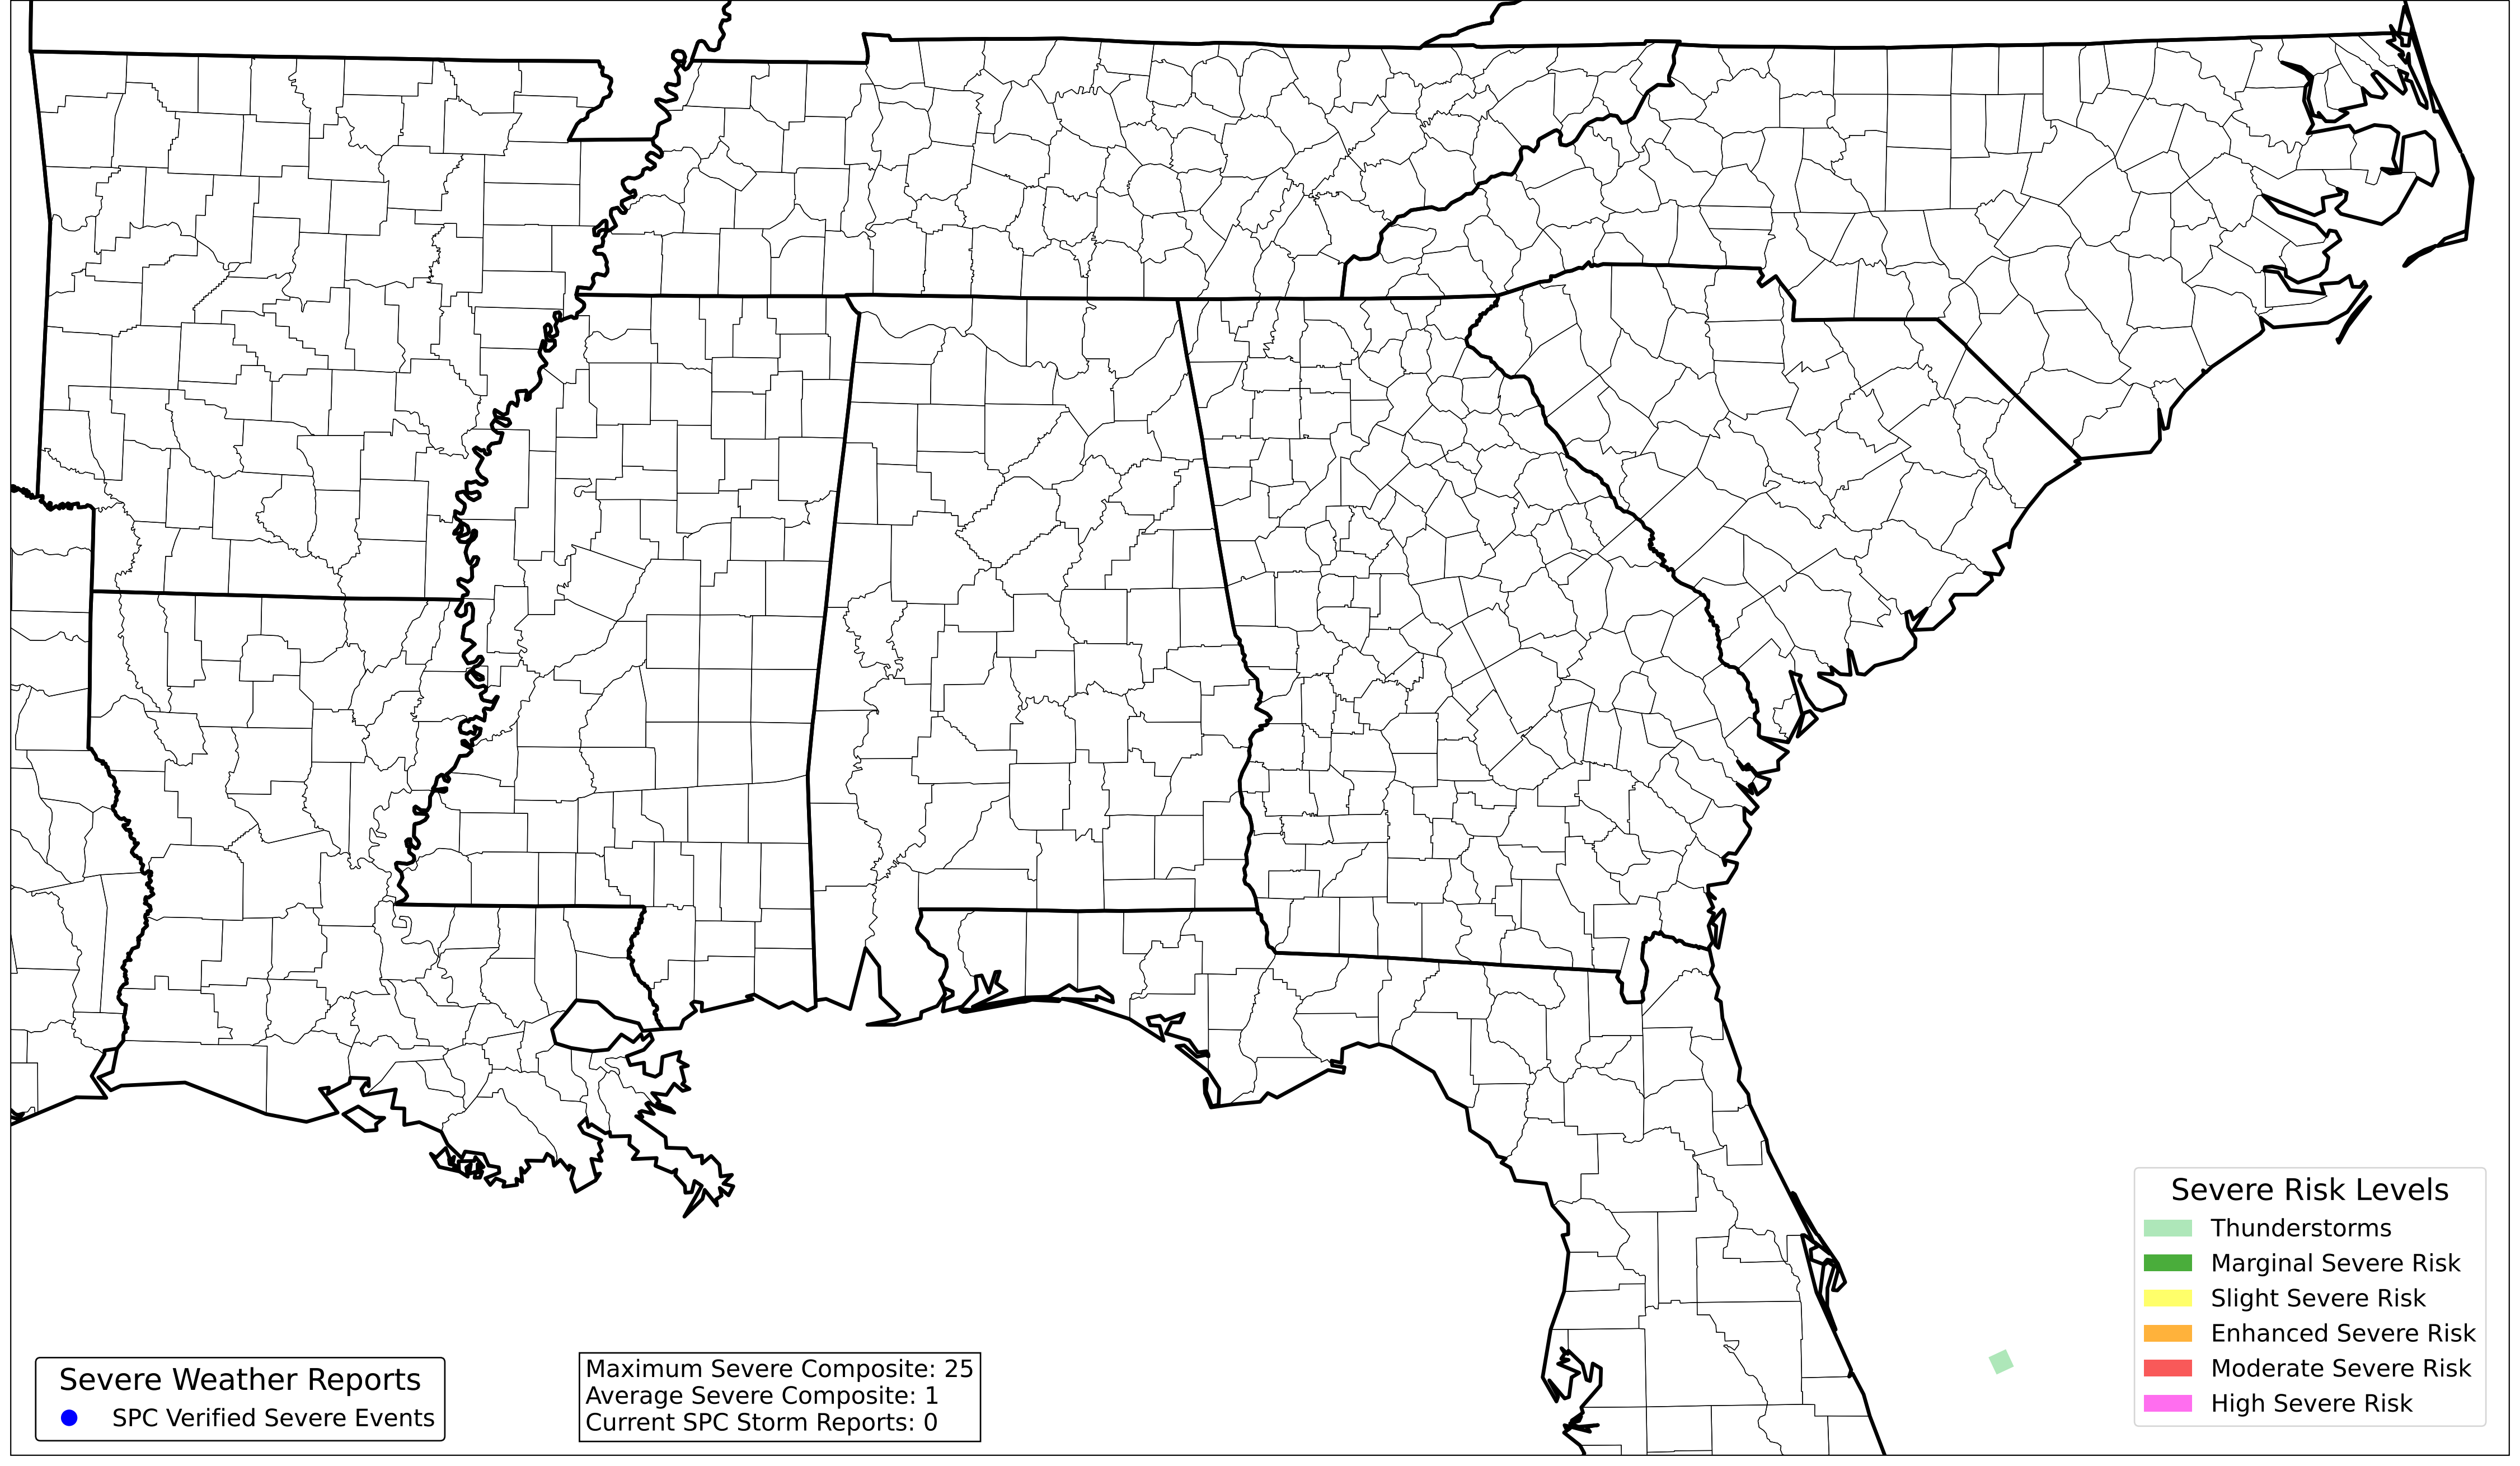 Severe Risk Levels
Thunderstorms
Marginal Severe Risk
Slight Severe Risk
Enhanced Severe Risk
Moderate Severe Risk
High Severe Risk
Severe Weather Reports
SPC Verified Severe Events
Maximum Severe Composite: 25
Average Severe Composite: 1
Current SPC Storm Reports: 0